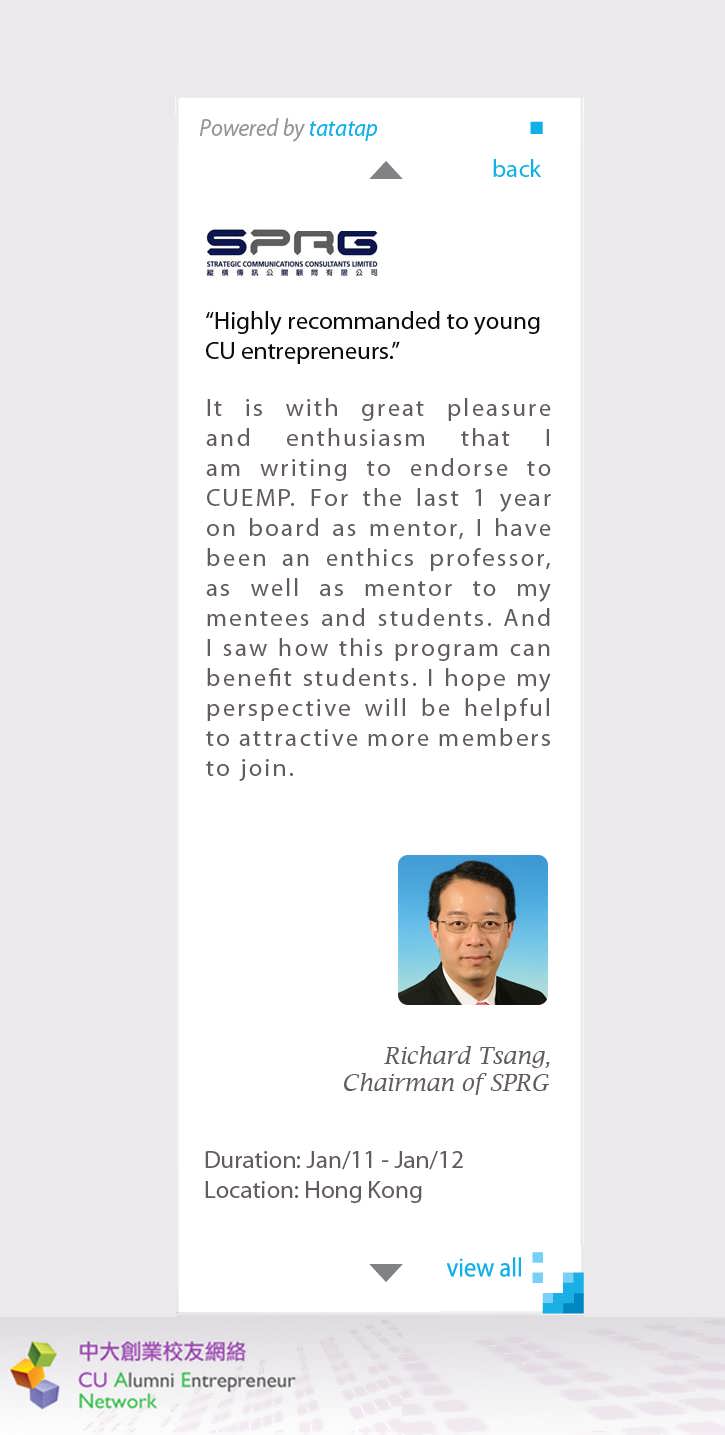 Powered by tatatap
back
SPRG
STRATEGIC COMMUNICATIONS CONSULTANTS LIMITED
縱橫傳訊公關顧問有限公司
“Highly recommanded to young
CU entrepreneurs.”
It is with great pleasure
and enthusiasm that I
am writing to endorse to
CUEMP. For the last 1 year
on board as mentor, I have
been an enthics professor,
as well as mentor to my
mentees and students. And
I saw how this program can
benefit students. I hope my
perspective will be helpful
to attractive more members
to join.
Richard Tsang,
Chairman of SPRG
Duration: Jan/11 - Jan/12
Location: Hong Kong
view all
中大創業校友網絡
CU Alumni Entrepreneur
Network